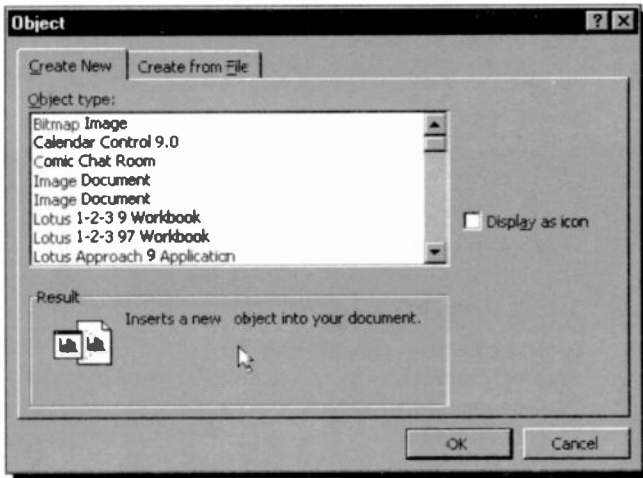 Object
Create New
Create from File
Object type:
Bitmap Image
Calendar Control 9.0
Comic Chat Room
Image Document
Image Document
Lotus 1-2-3 9 Workbook
Lotus 1-2-3 97 Workbook
Lotus Approach 9 Application
Display as icon
Result
Inserts a new object into your document.
OK
Cancel